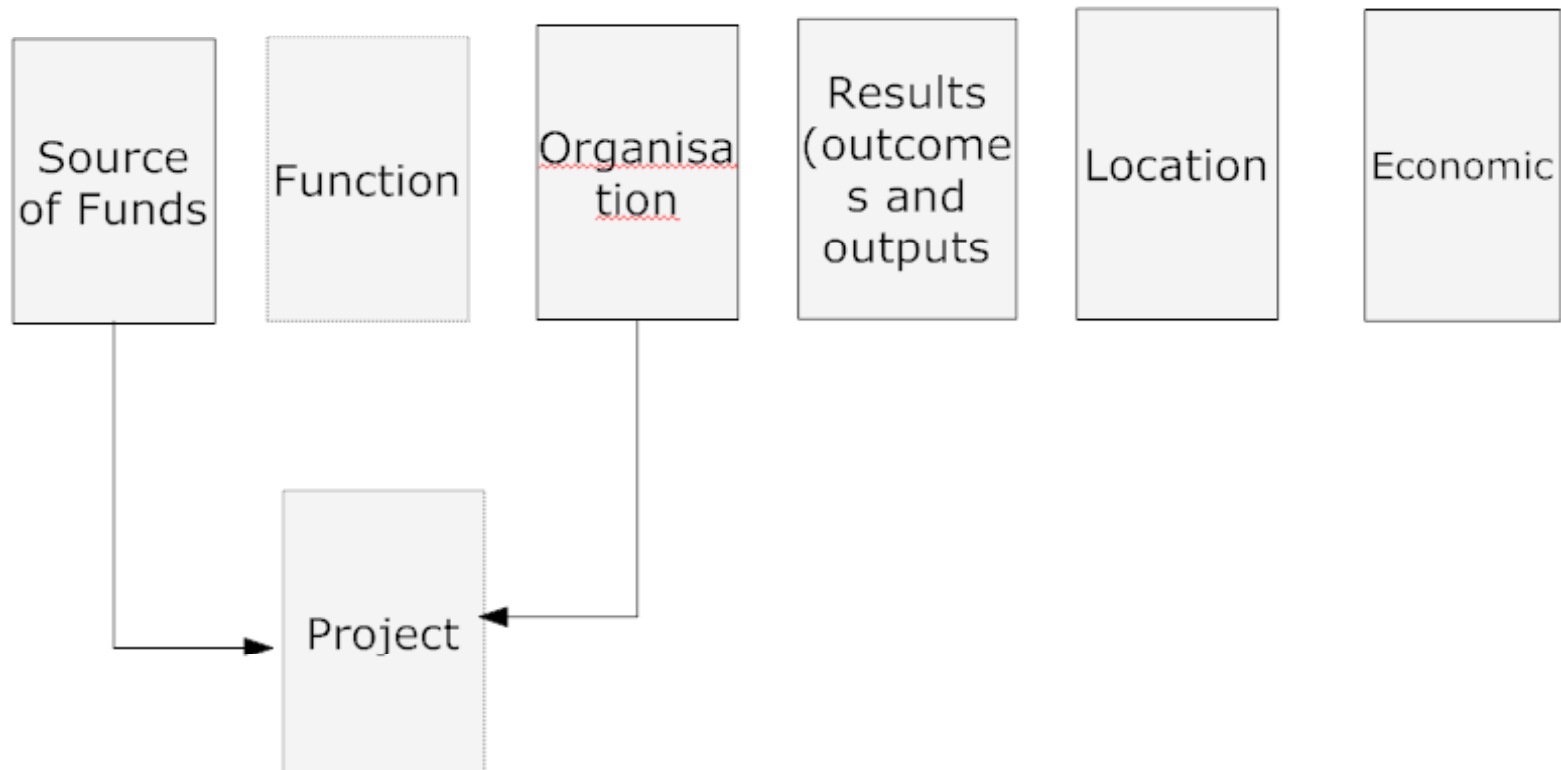 Source
of Funds
Function
Organisa
tion
Results
(outcome
s and
outputs
Location
Economic
Project